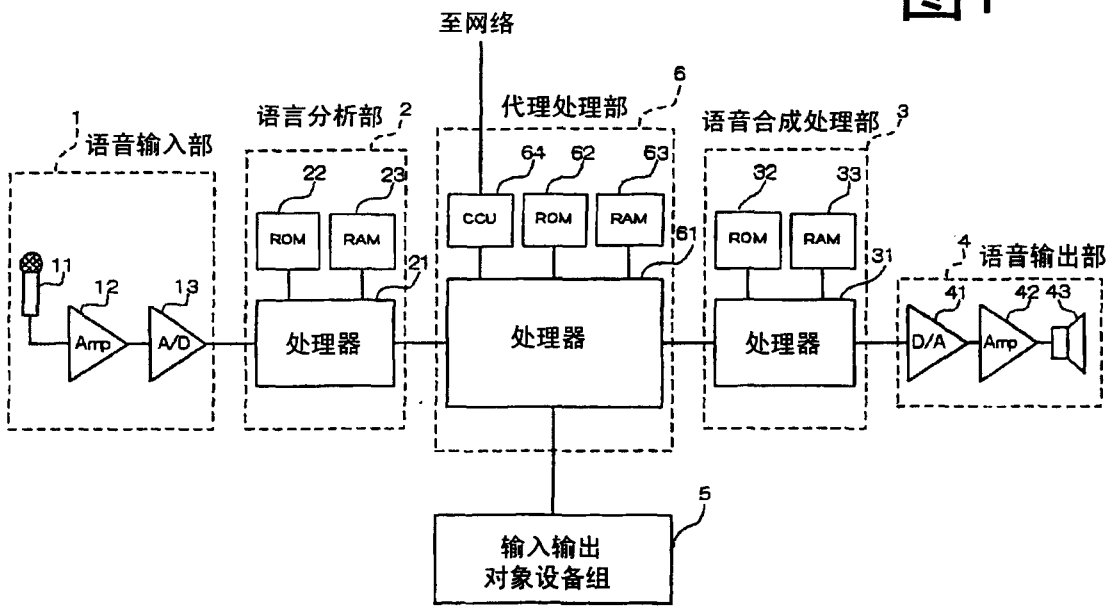 图1
至网络
6
代理处理部
1
语音输入部
语言分析部
2
语音合成处理部
3
22
23
64
62
63
32
33
ROM
RAM
CCU
ROM
RAM
ROM
RAM
11
12
13
21
61
31
4
语音输出部
41
42
43
Amp
A/D
处理器
处理器
处理器
D/A
Amp
5
输入输出
对象设备组